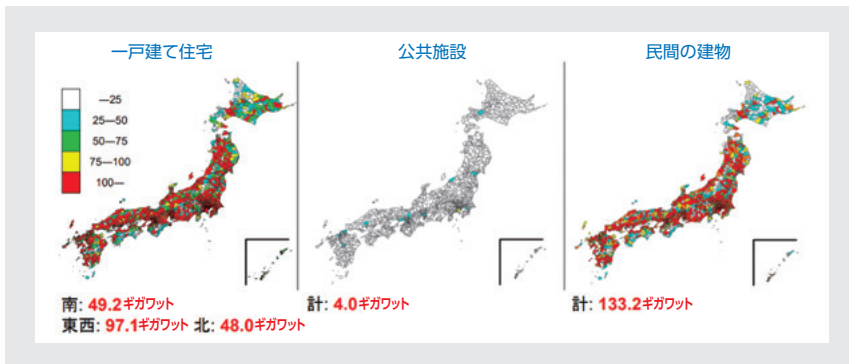 一戸建て住宅
公共施設
民間の建物
—25
25—50
50—75
75—100
100—
南: 49.2ギガワット
東西: 97.1ギガワット 北: 48.0ギガワット
計: 4.0ギガワット
計: 133.2ギガワット